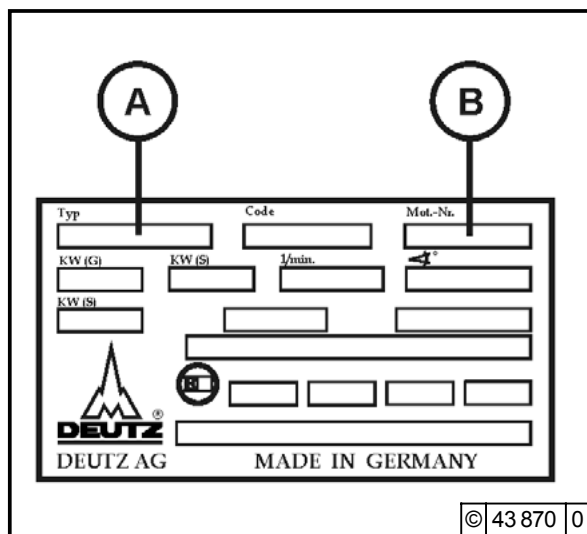 A B
Typ Code Mot.-Nr.
KW (G) KW (S) 1/min. °
KW (S)
DEUTZ ®
DEUTZ AG MADE IN GERMANY
© 43 870 0